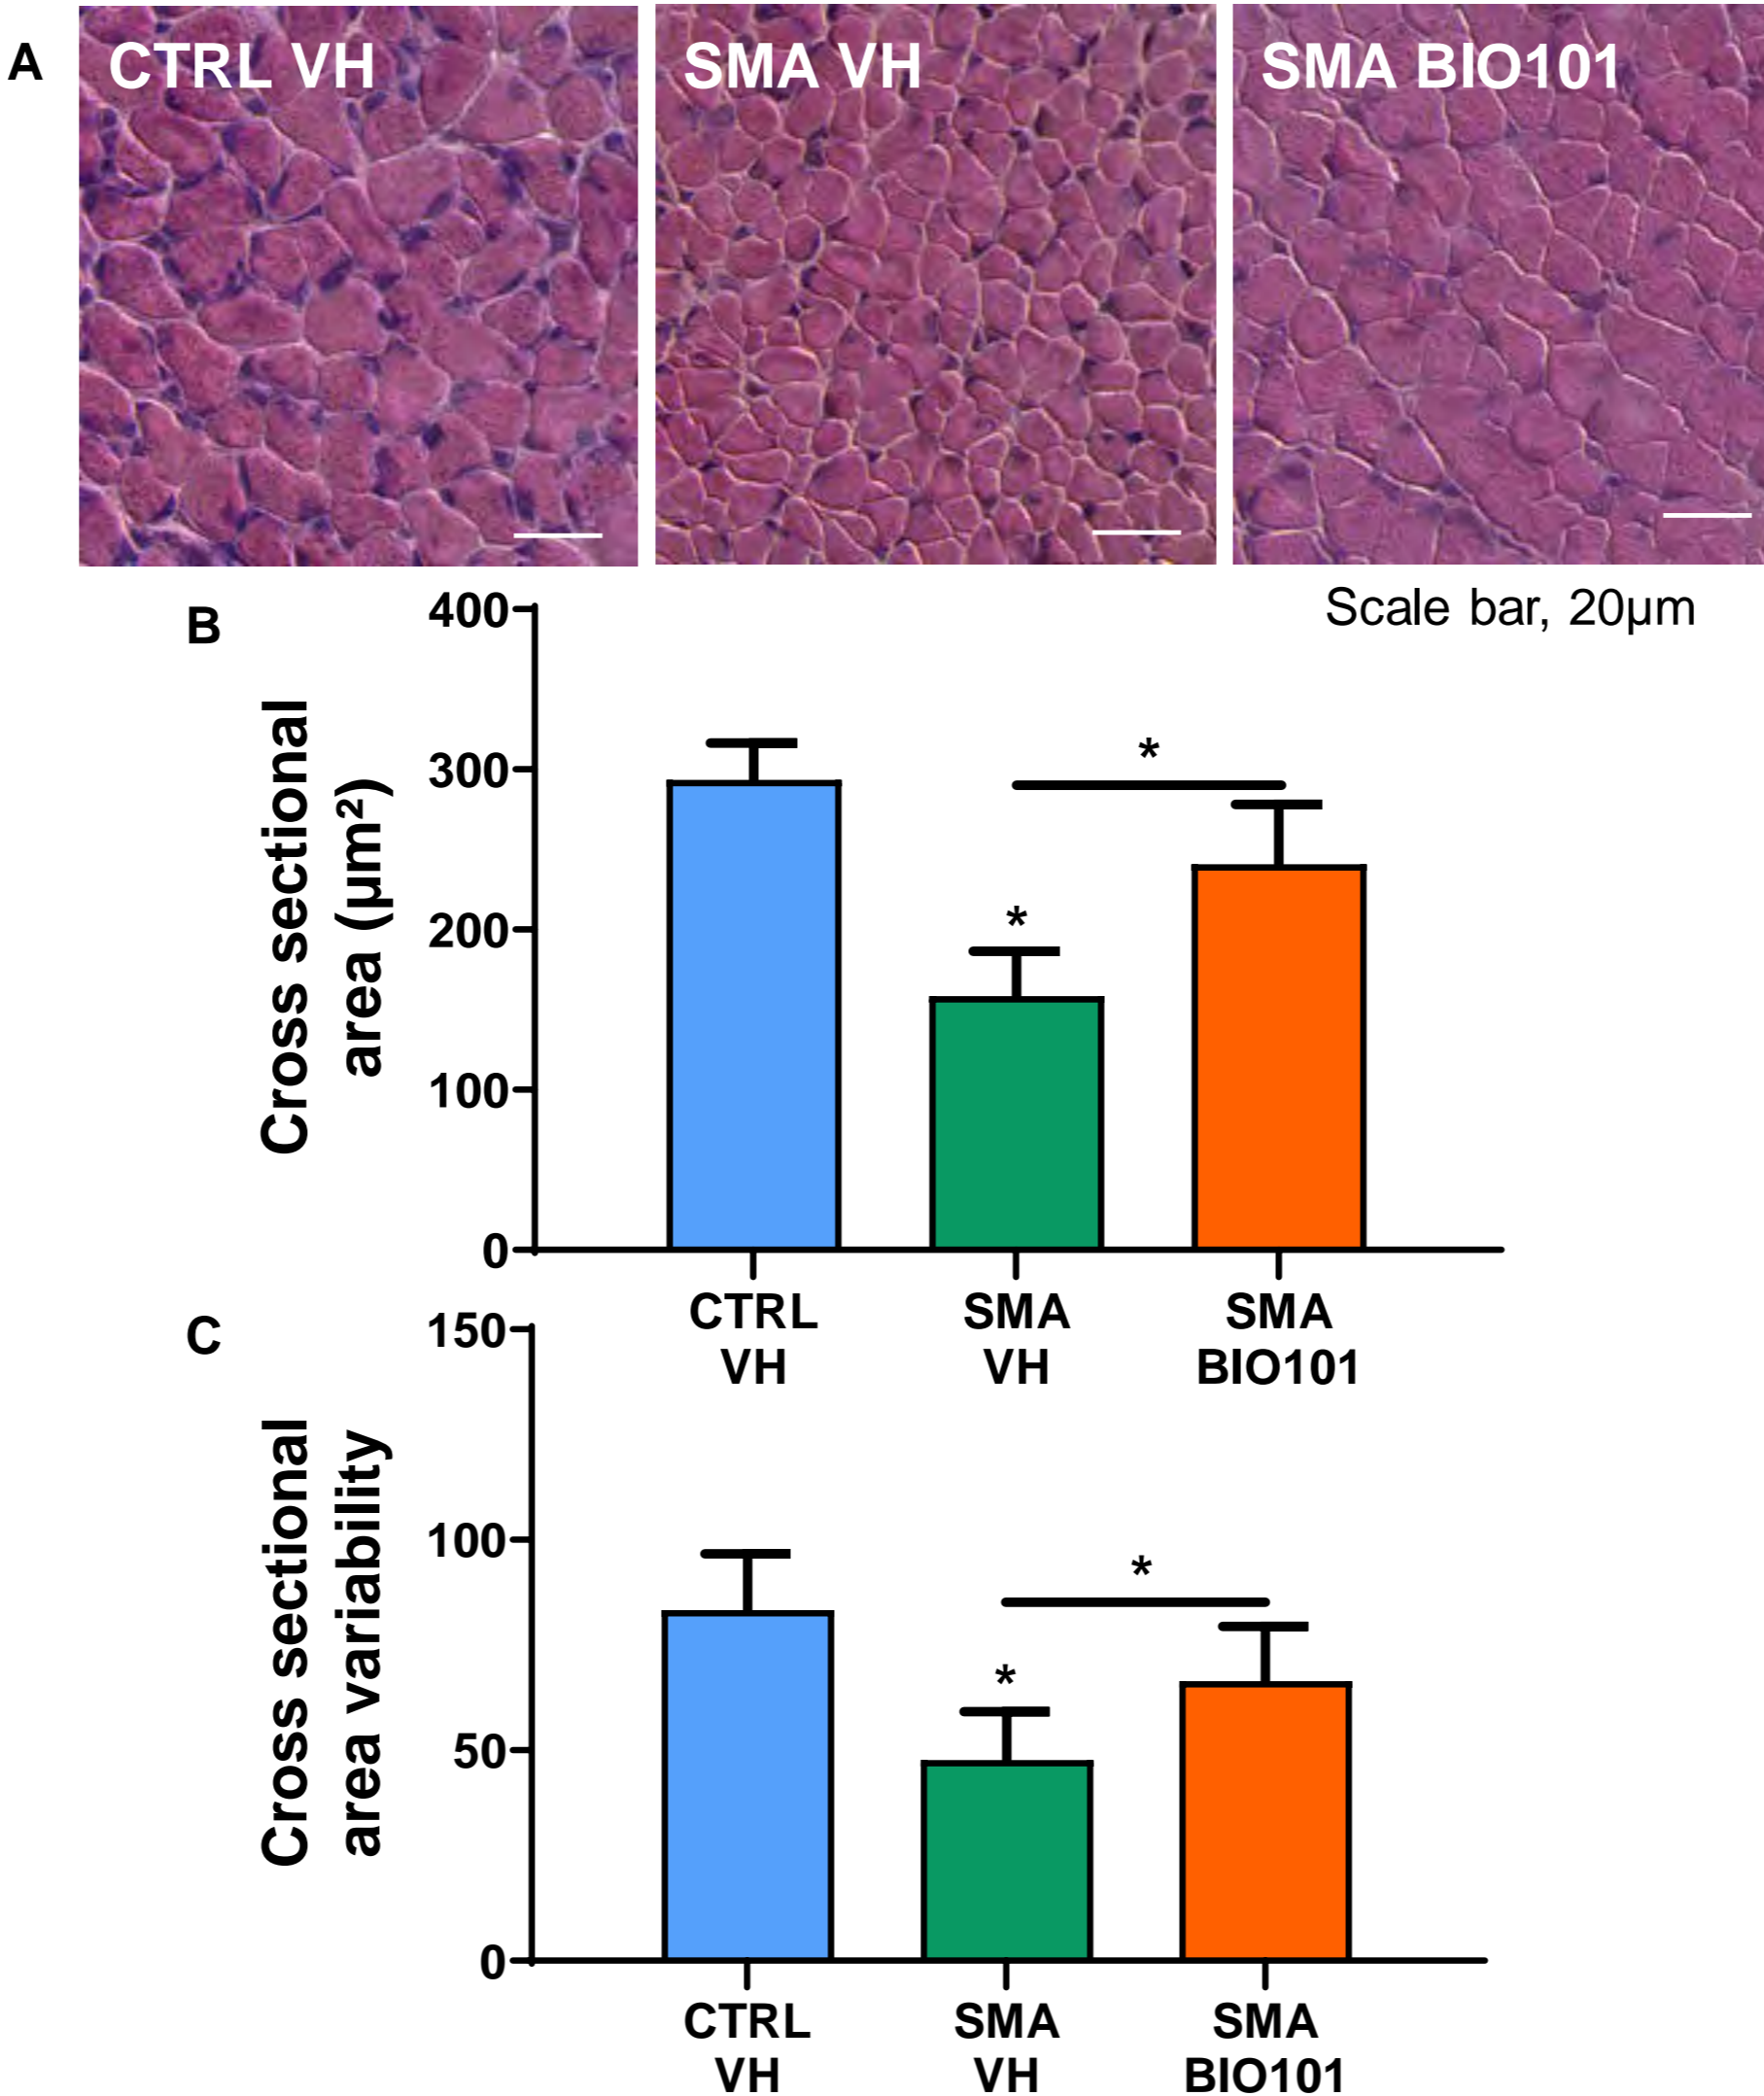 A
CTRL VH
SMA VH
SMA BIO101
Scale bar, 20µm
B
Cross sectional
area (µm²)
400
300
200
100
0
*
*
CTRL
VH
SMA
VH
SMA
BIO101
C
Cross sectional
area variability
150
100
50
0
*
*
CTRL
VH
SMA
VH
SMA
BIO101